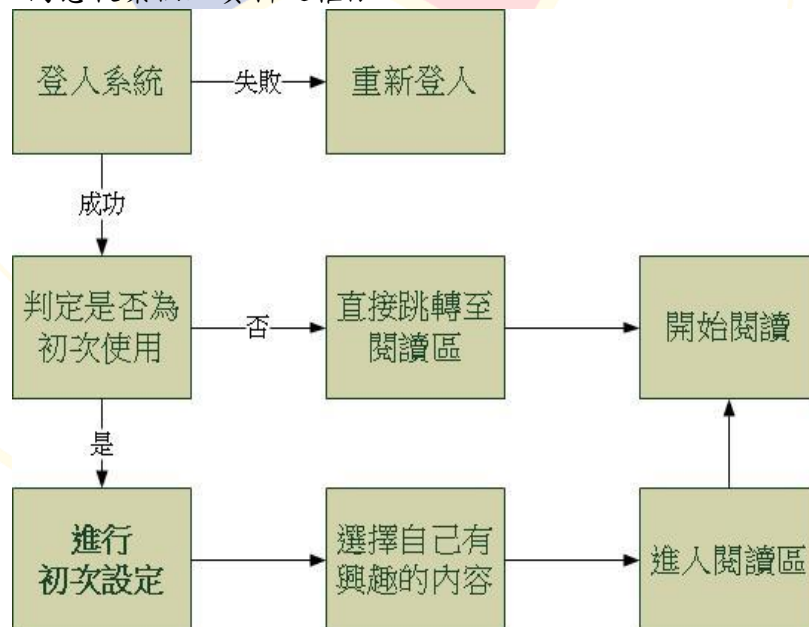 登入系統
失敗
重新登入
成功
判定是否為
初次使用
否
直接跳轉至
閱讀區
開始閱讀
是
進行
初次設定
選擇自己有
興趣的內容
進入閱讀區